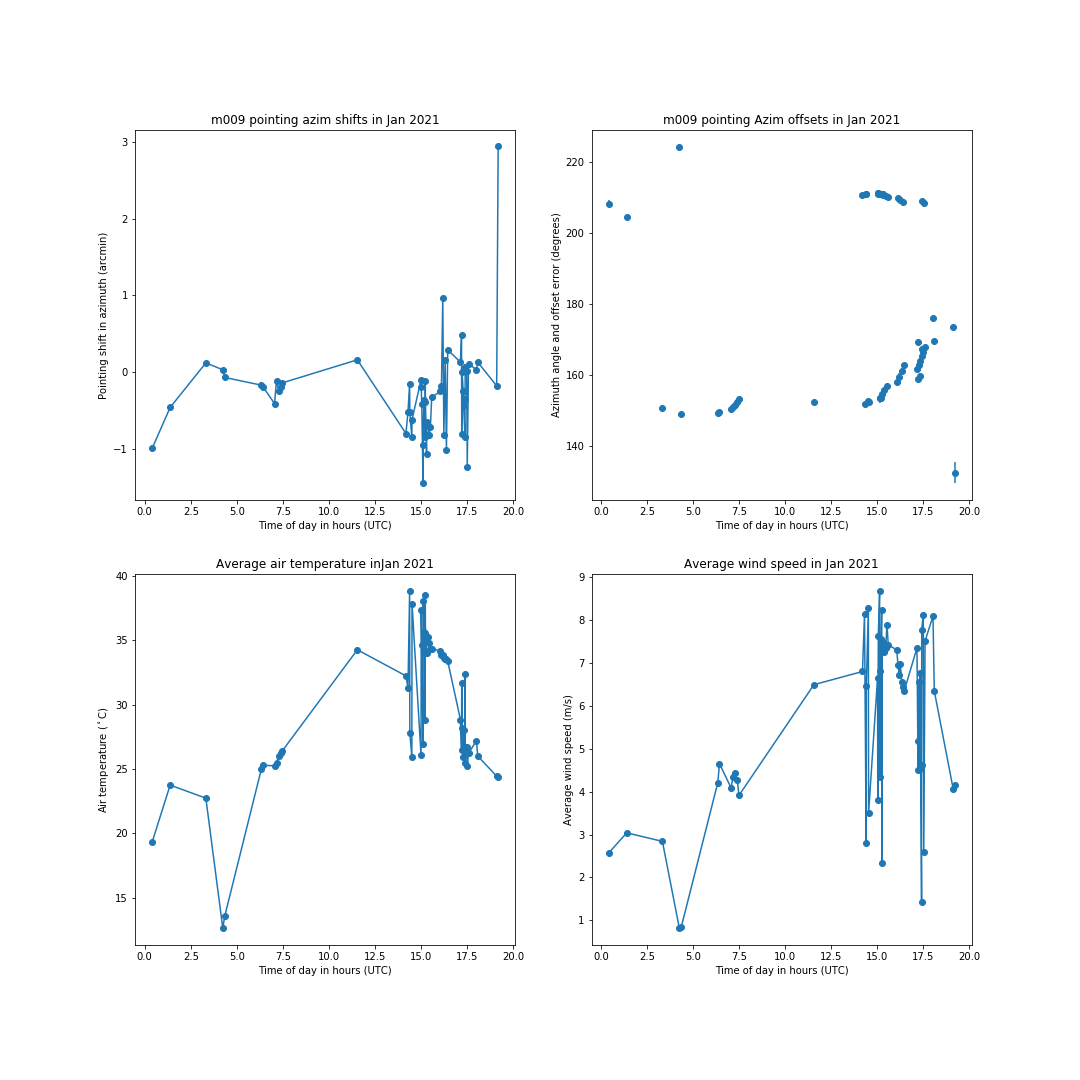 m009 pointing azim shifts in Jan 2021
Pointing shift in azimuth (arcmin)
3
2
1
0
−1
0.0 2.5 5.0 7.5 10.0 12.5 15.0 17.5 20.0
Time of day in hours (UTC)
m009 pointing Azim offsets in Jan 2021
Azimuth angle and offset error (degrees)
220
200
180
160
140
0.0 2.5 5.0 7.5 10.0 12.5 15.0 17.5 20.0
Time of day in hours (UTC)
Average air temperature inJan 2021
Air temperature (°C)
40
35
30
25
20
15
0.0 2.5 5.0 7.5 10.0 12.5 15.0 17.5 20.0
Time of day in hours (UTC)
Average wind speed in Jan 2021
Average wind speed (m/s)
9
8
7
6
5
4
3
2
1
0.0 2.5 5.0 7.5 10.0 12.5 15.0 17.5 20.0
Time of day in hours (UTC)